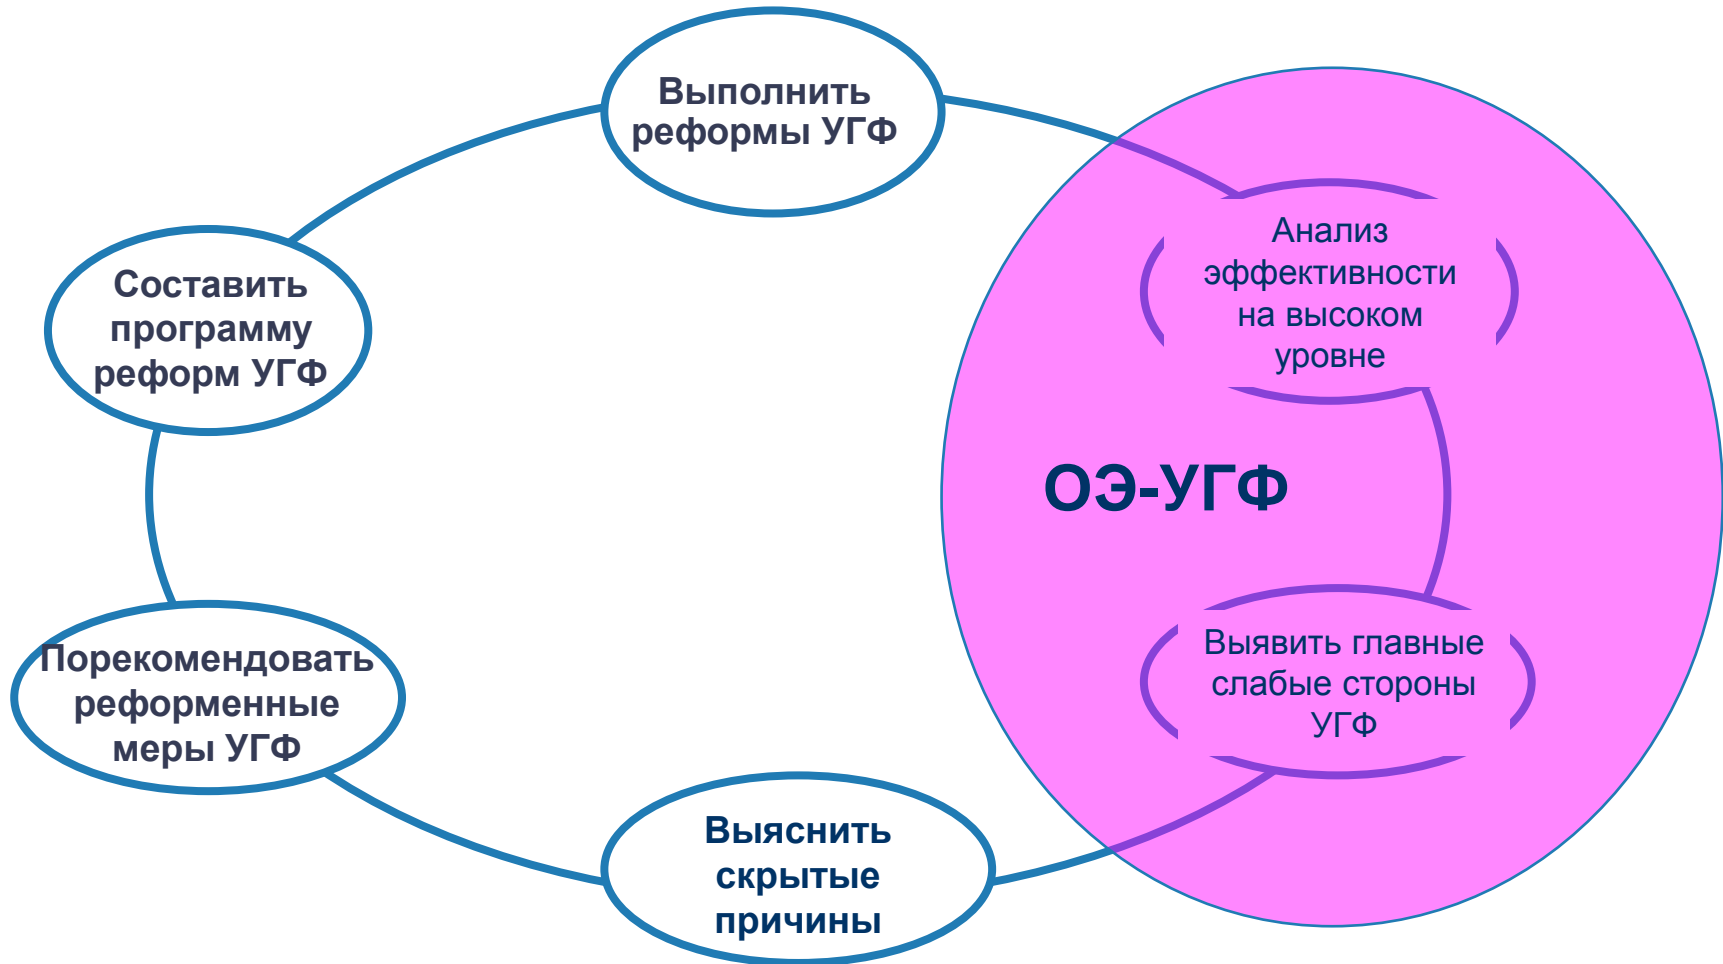 Выполнить
реформы УГФ
Анализ
эффективности
на высоком
уровне
Составить
программу
реформ УГФ
ОЭ-УГФ
Выявить главные
слабые стороны
УГФ
Порекомендовать
реформенные
меры УГФ
Выяснить
скрытые
причины